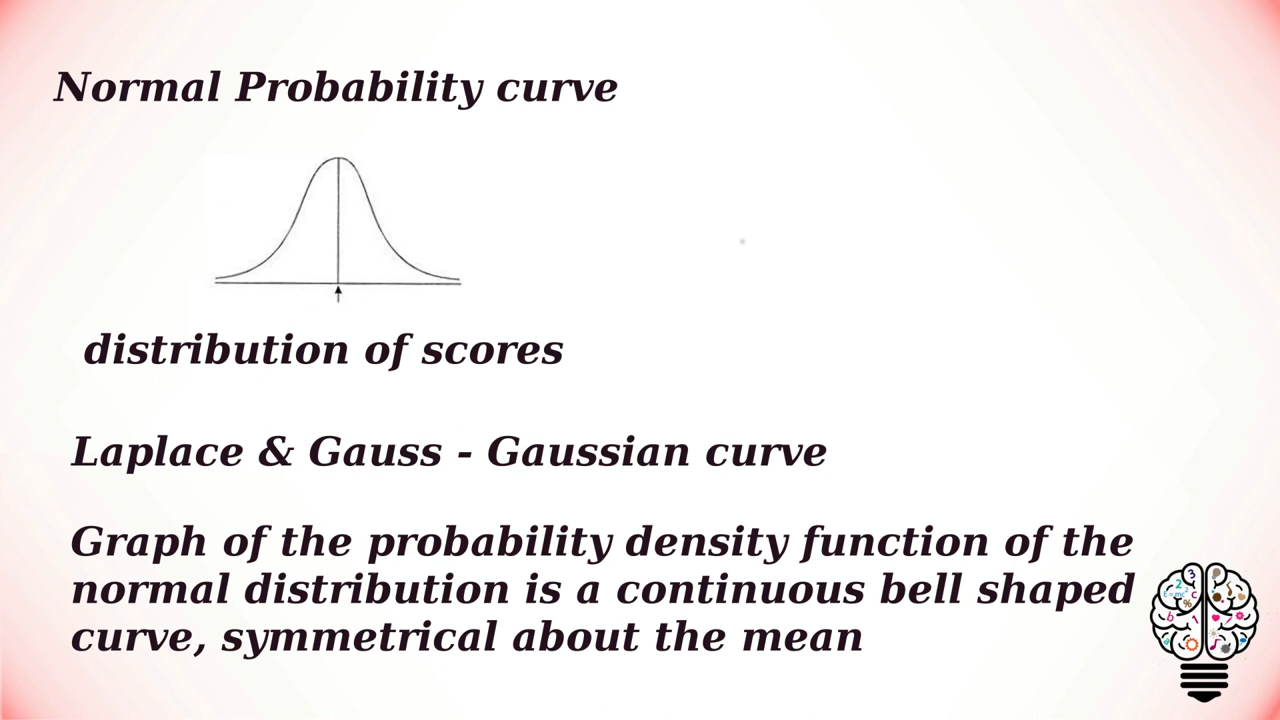 Normal Probability curve
distribution of scores
Laplace & Gauss - Gaussian curve
Graph of the probability density function of the
normal distribution is a continuous bell shaped
curve, symmetrical about the mean